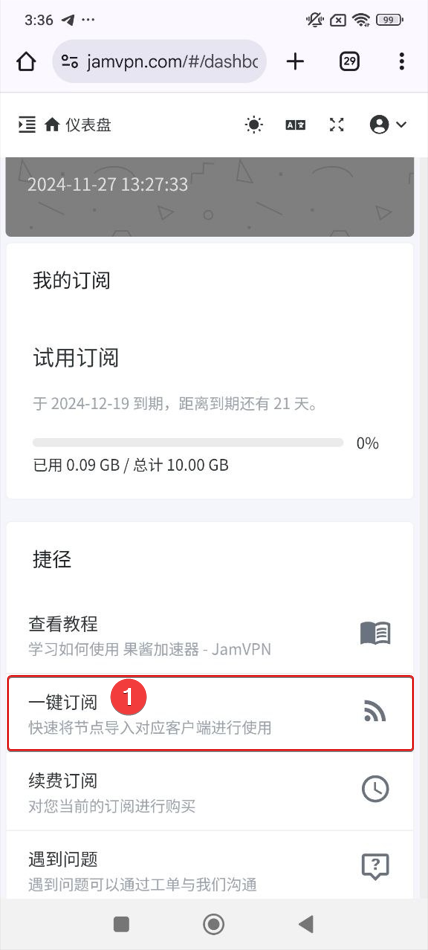 3:36
99
jamvpn.com/#/dashbo
29
仪表盘
2024-11-27 13:27:33
我的订阅
试用订阅
于 2024-12-19 到期，距离到期还有 21 天。
0%
已用 0.09 GB / 总计 10.00 GB
捷径
查看教程
学习如何使用 果酱加速器 - JamVPN
一键订阅
1
快速将节点导入对应客户端进行使用
续费订阅
对您当前的订阅进行购买
遇到问题
遇到问题可以通过工单与我们沟通